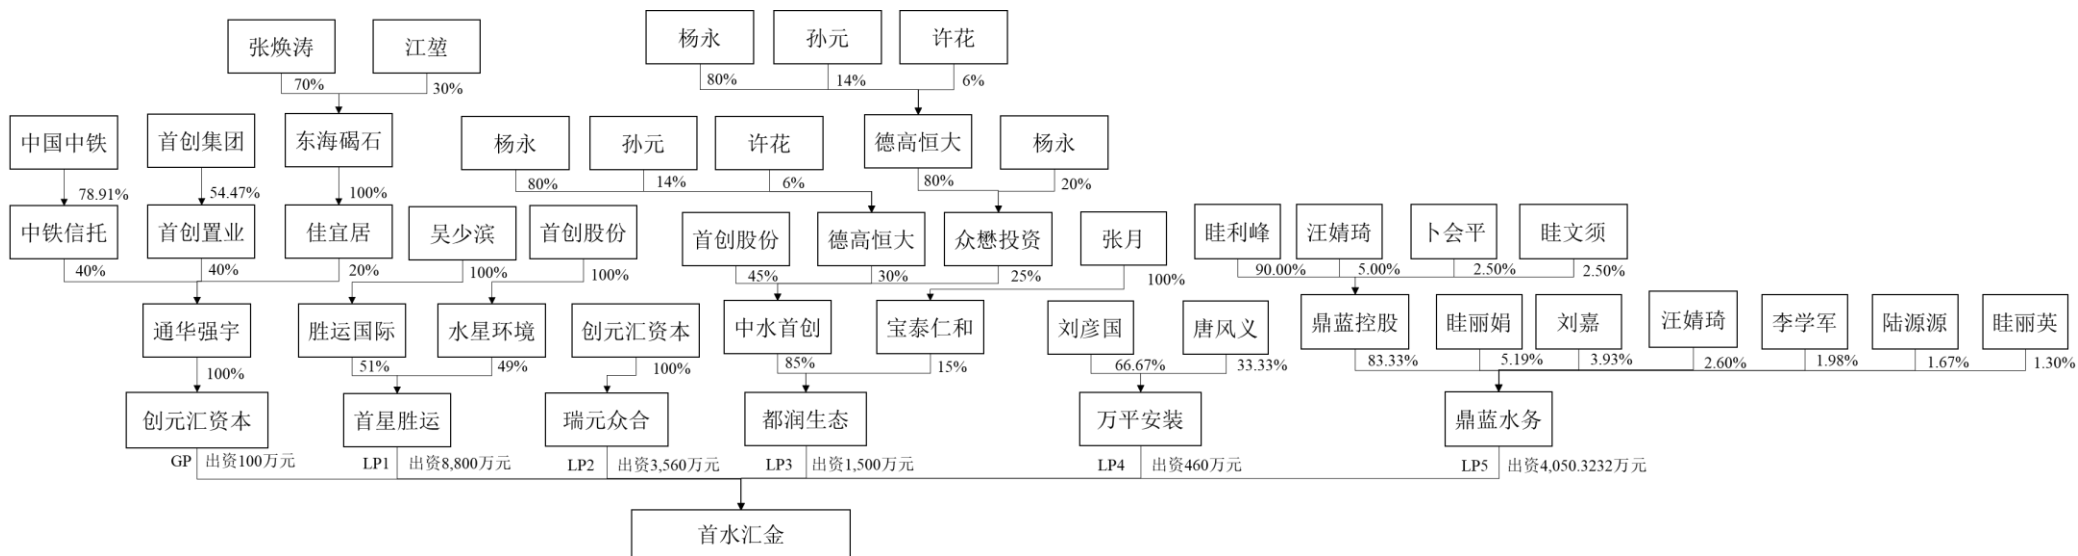 张焕涛
江堃
杨永
孙元
许花
70%
30%
80%
14%
6%
中国中铁
首创集团
东海碣石
杨永
孙元
许花
德高恒大
杨永
78.91%
54.47%
100%
80%
14%
6%
80%
20%
中铁信托
首创置业
佳宜居
吴少滨
首创股份
首创股份
德高恒大
众懋投资
张月
眭利峰
汪婧琦
卜会平
眭文须
40%
40%
20%
100%
100%
45%
30%
25%
100%
90.00%
5.00%
2.50%
2.50%
通华强宇
胜运国际
水星环境
创元汇资本
中水首创
宝泰仁和
刘彦国
唐风义
鼎蓝控股
眭丽娟
刘嘉
汪婧琦
李学军
陆源源
眭丽英
100%
51%
49%
100%
85%
15%
66.67%
33.33%
83.33%
5.19%
3.93%
2.60%
1.98%
1.67%
1.30%
创元汇资本
首星胜运
瑞元众合
都润生态
万平安装
鼎蓝水务
GP 出资100万元
LP1 出资8,800万元
LP2 出资3,560万元
LP3 出资1,500万元
LP4 出资460万元
LP5 出资4,050.3232万元
首水汇金